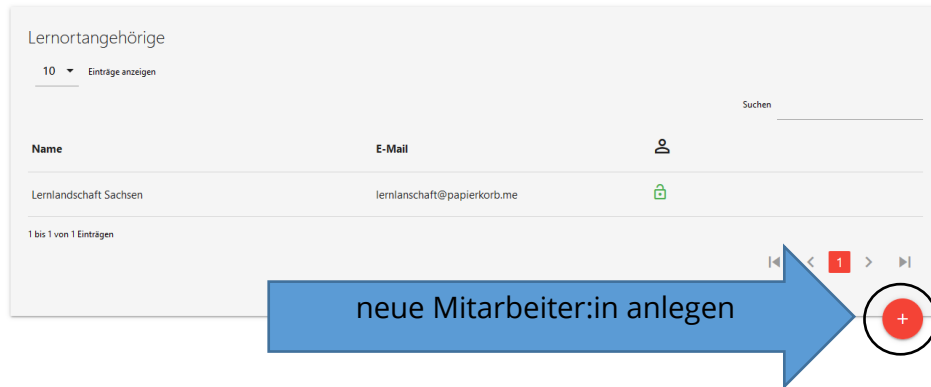 Lernortangehörige
10 Einträge anzeigen
Suchen
Name E-Mail
Lernlandschaft Sachsen lernlanschaft@papierkorb.me
1 bis 1 von 1 Einträgen
1
neue Mitarbeiter:in anlegen
+